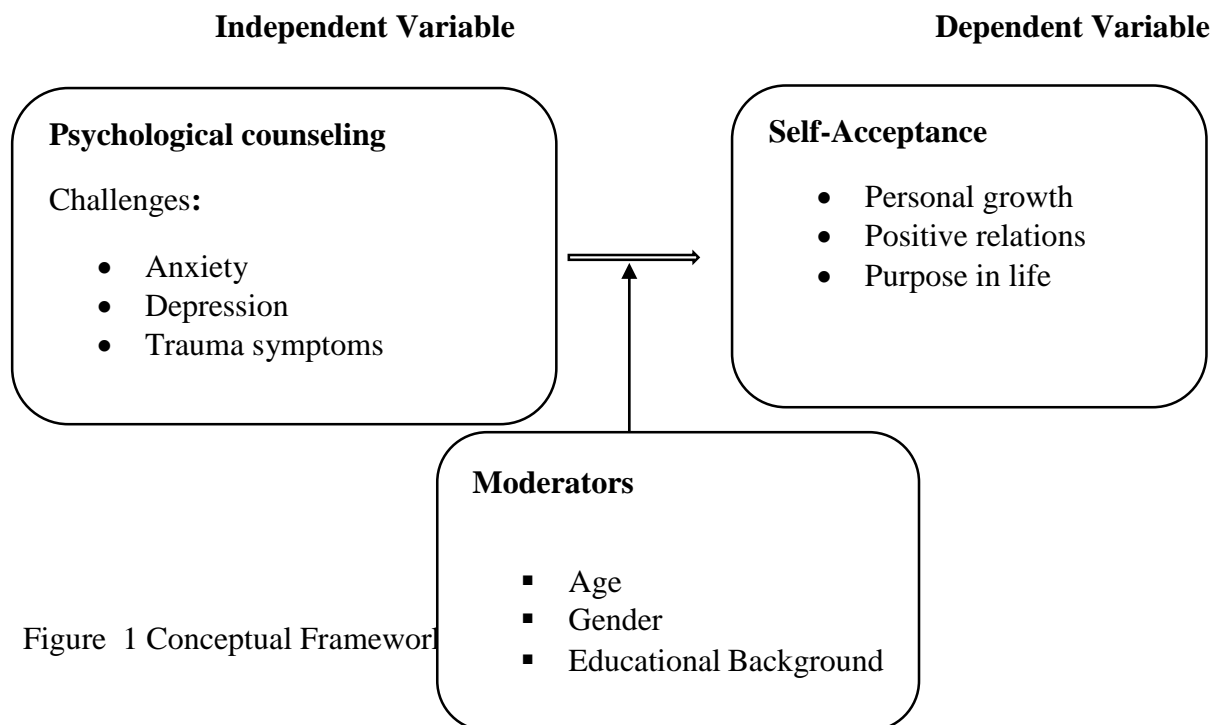 Independent Variable
Dependent Variable
Psychological counseling
Challenges:
• Anxiety
• Depression
• Trauma symptoms
Self-Acceptance
• Personal growth
• Positive relations
• Purpose in life
Moderators
▪ Age
▪ Gender
▪ Educational Background
Figure 1 Conceptual Framework